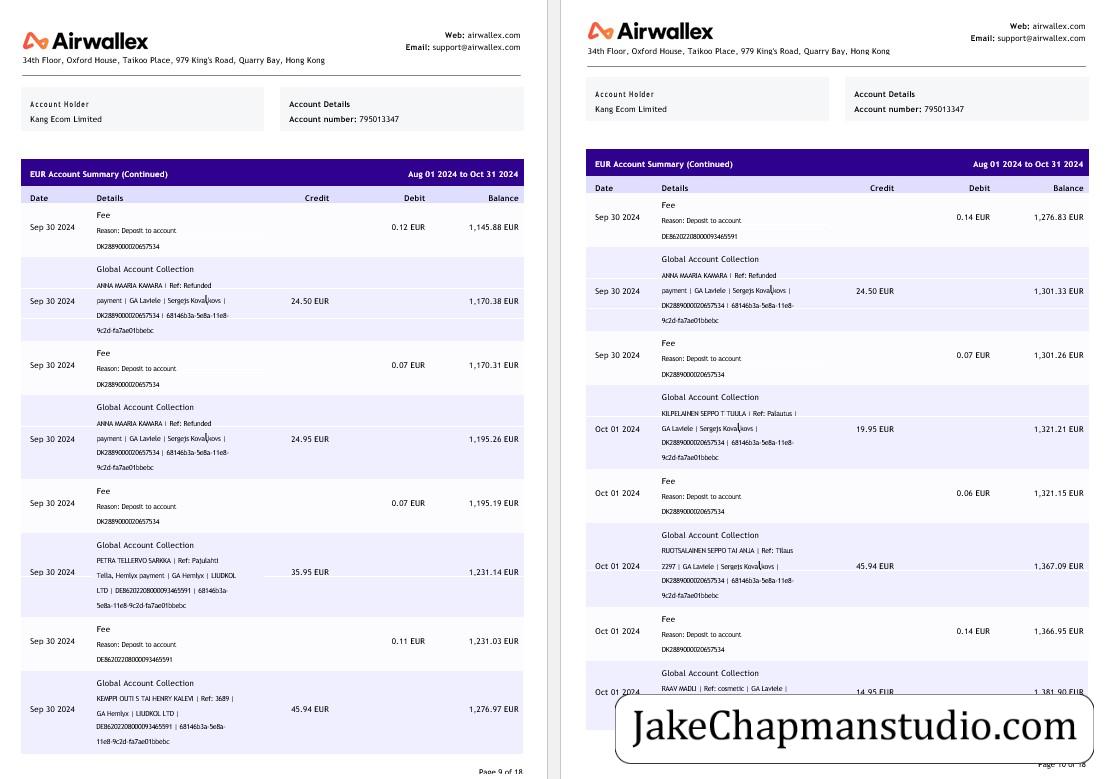 Airwallex
Web: airwallex.com
Email: support@airwallex.com
34th Floor, Oxford House, Taikoo Place, 979 King's Road, Quarry Bay, Hong Kong
Account Holder
Kang Ecom Limited
Account Details
Account number: 795013347
EUR Account Summary (Continued) Aug 01 2024 to Oct 31 2024
Date Details Credit Debit Balance
Fee
Sep 30 2024 Reason: Deposit to account 0.12 EUR 1,145.88 EUR
DK2889000020657534
Global Account Collection
ANNA MAARIA KAMARA | Ref: Refunded
Sep 30 2024 payment | GA Laviele | Sergejs Kovaļkovs | 24.50 EUR 1,170.38 EUR
DK2889000020657534 | 68146b3a-5e8a-11e8-
9c2d-fa7ae01bbebc
Fee
Sep 30 2024 Reason: Deposit to account 0.07 EUR 1,170.31 EUR
DK2889000020657534
Global Account Collection
ANNA MAARIA KAMARA | Ref: Refunded
Sep 30 2024 payment | GA Laviele | Sergejs Kovaļkovs | 24.95 EUR 1,195.26 EUR
DK2889000020657534 | 68146b3a-5e8a-11e8-
9c2d-fa7ae01bbebc
Fee
Sep 30 2024 Reason: Deposit to account 0.07 EUR 1,195.19 EUR
DK2889000020657534
Global Account Collection
PETRA TELLERVO SARKKA | Ref: Pajulahti
Sep 30 2024 Tella, Hemlyx payment | GA Hemlyx | LIUDKOL 35.95 EUR 1,231.14 EUR
LTD | DE86202208000093465591 | 68146b3a-
5e8a-11e8-9c2d-fa7ae01bbebc
Fee
Sep 30 2024 Reason: Deposit to account 0.11 EUR 1,231.03 EUR
DE86202208000093465591
Global Account Collection
KEMPPI OUTI S TAI HENRY KALEVI | Ref: 3689 |
Sep 30 2024 GA Hemlyx | LIUDKOL LTD | 45.94 EUR 1,276.97 EUR
DE86202208000093465591 | 68146b3a-5e8a-
11e8-9c2d-fa7ae01bbebc
Page 9 of 18
Airwallex
Web: airwallex.com
Email: support@airwallex.com
34th Floor, Oxford House, Taikoo Place, 979 King's Road, Quarry Bay, Hong Kong
Account Holder
Kang Ecom Limited
Account Details
Account number: 795013347
EUR Account Summary (Continued) Aug 01 2024 to Oct 31 2024
Date Details Credit Debit Balance
Fee
Sep 30 2024 Reason: Deposit to account 0.14 EUR 1,276.83 EUR
DE86202208000093465591
Global Account Collection
ANNA MAARIA KAMARA | Ref: Refunded
Sep 30 2024 payment | GA Laviele | Sergejs Kovaļkovs | 24.50 EUR 1,301.33 EUR
DK2889000020657534 | 68146b3a-5e8a-11e8-
9c2d-fa7ae01bbebc
Fee
Sep 30 2024 Reason: Deposit to account 0.07 EUR 1,301.26 EUR
DK2889000020657534
Global Account Collection
KILPELAINEN SEPPO T TUULA | Ref: Palautus |
Oct 01 2024 GA Laviele | Sergejs Kovaļkovs | 19.95 EUR 1,321.21 EUR
DK2889000020657534 | 68146b3a-5e8a-11e8-
9c2d-fa7ae01bbebc
Fee
Oct 01 2024 Reason: Deposit to account 0.06 EUR 1,321.15 EUR
DK2889000020657534
Global Account Collection
RUOTSALAINEN SEPPO TAI ANJA | Ref: Tilaus
Oct 01 2024 2297 | GA Laviele | Sergejs Kovaļkovs | 45.94 EUR 1,367.09 EUR
DK2889000020657534 | 68146b3a-5e8a-11e8-
9c2d-fa7ae01bbebc
Fee
Oct 01 2024 Reason: Deposit to account 0.14 EUR 1,366.95 EUR
DK2889000020657534
Global Account Collection
RAAV MADLI | Ref: cosmetic | GA Laviele |
Oct 01 2024 14.95 EUR 1,381.90 EUR
JakeChapmanstudio.com
Page 10 of 18